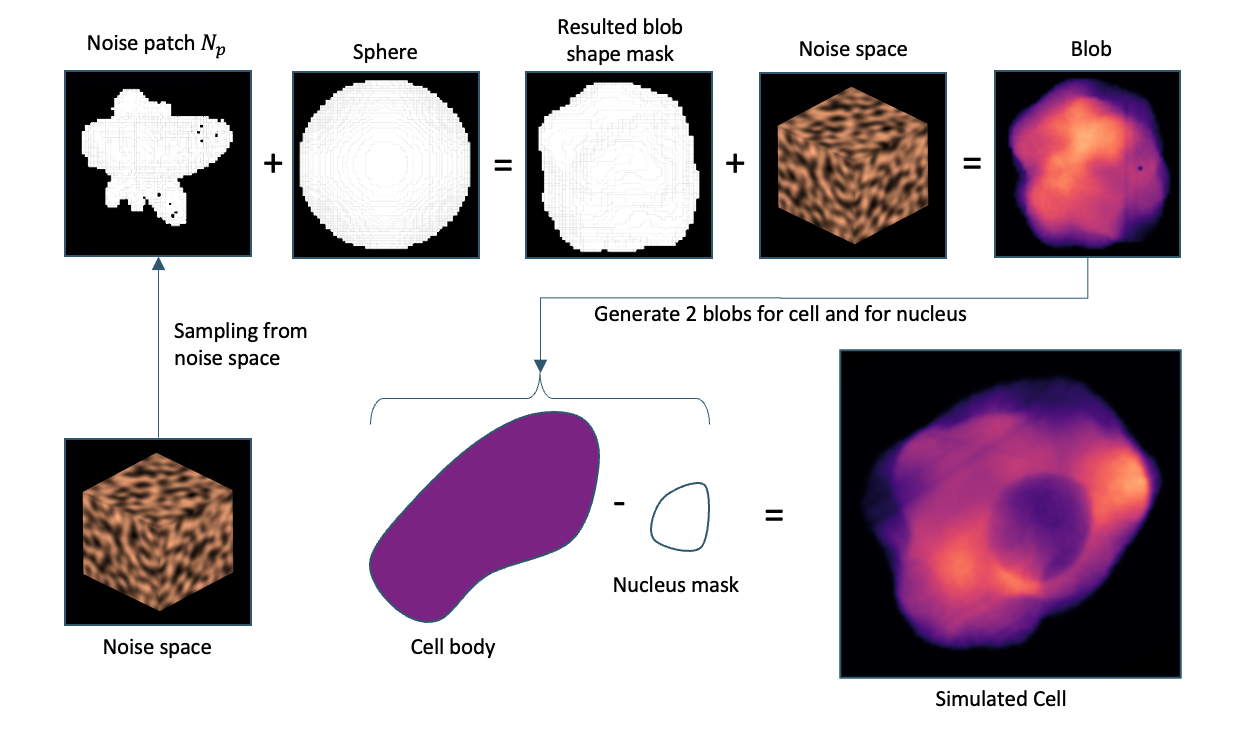 Noise patch Nₚ
Sphere
Resulted blob
shape mask
Noise space
Blob
+
=
+
=
Sampling from
noise space
Generate 2 blobs for cell and for nucleus
-
=
Nucleus mask
Noise space
Cell body
Simulated Cell